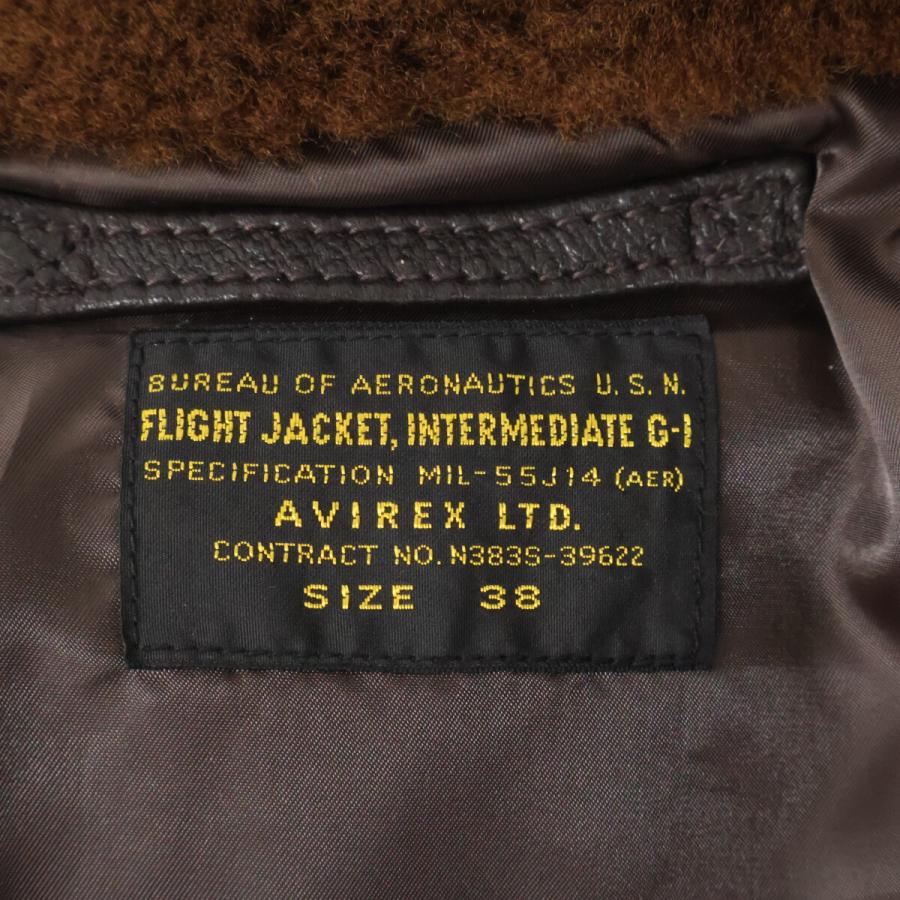 BUREAU OF AERONAUTICS U.S.N.
FLIGHT JACKET, INTERMEDIATE G-1
SPECIFICATION MIL-55J14 (AER)
AVIREX LTD.
CONTRACT NO. N383S-39622
SIZE 38